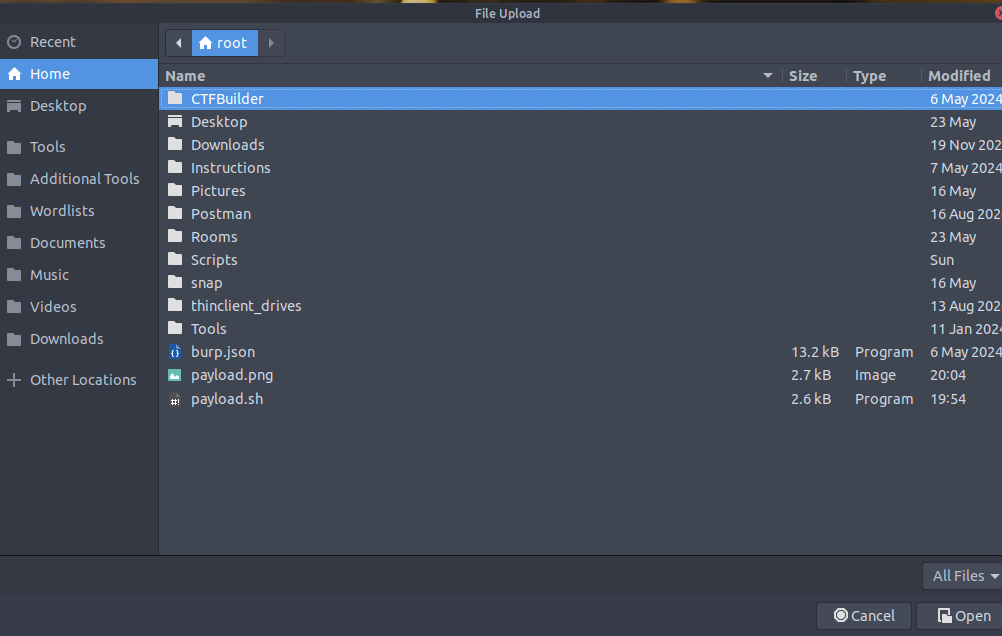 File Upload
Recent
Home
Desktop
Tools
Additional Tools
Wordlists
Documents
Music
Videos
Downloads
Other Locations
root
Name Size Type Modified
CTFBuilder 6 May 2024
Desktop 23 May
Downloads 19 Nov 202
Instructions 7 May 2024
Pictures 16 May
Postman 16 Aug 202
Rooms 23 May
Scripts Sun
snap 16 May
thinclient_drives 13 Aug 202
Tools 11 Jan 2024
burp.json 13.2 kB Program 6 May 2024
payload.png 2.7 kB Image 20:04
payload.sh 2.6 kB Program 19:54
All Files
Cancel Open